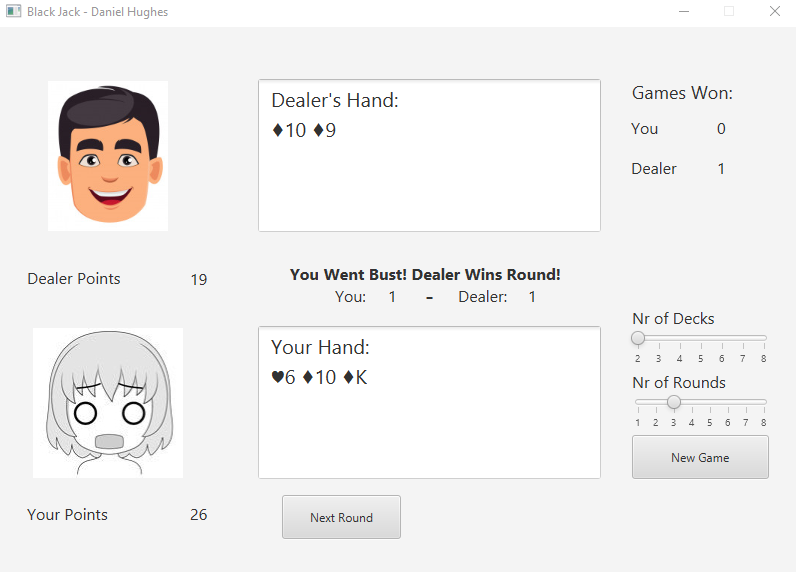 Black Jack - Daniel Hughes
Dealer's Hand:
♦10 ♦9
Games Won:
You 0
Dealer 1
Dealer Points 19
You Went Bust! Dealer Wins Round!
You: 1 - Dealer: 1
Your Hand:
♥6 ♦10 ♦K
Nr of Decks
2 3 4 5 6 7 8
Nr of Rounds
1 2 3 4 5 6 7 8
New Game
Your Points 26
Next Round